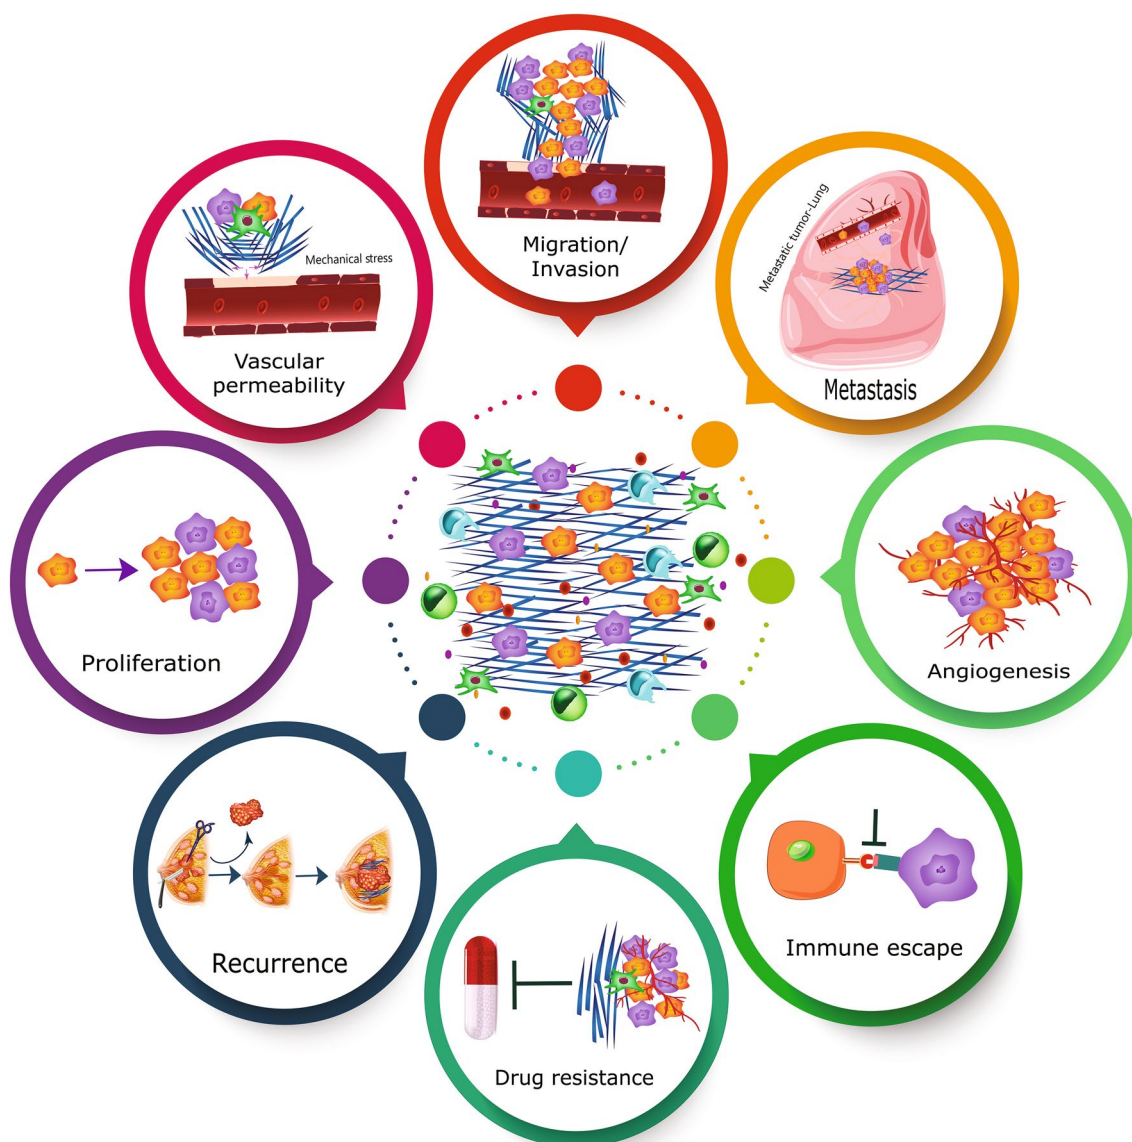 Migration/
Invasion
Mechanical stress
Vascular
permeability
Metastatic tumor-Lung
Metastasis
Proliferation
Angiogenesis
Recurrence
Immune escape
Drug resistance